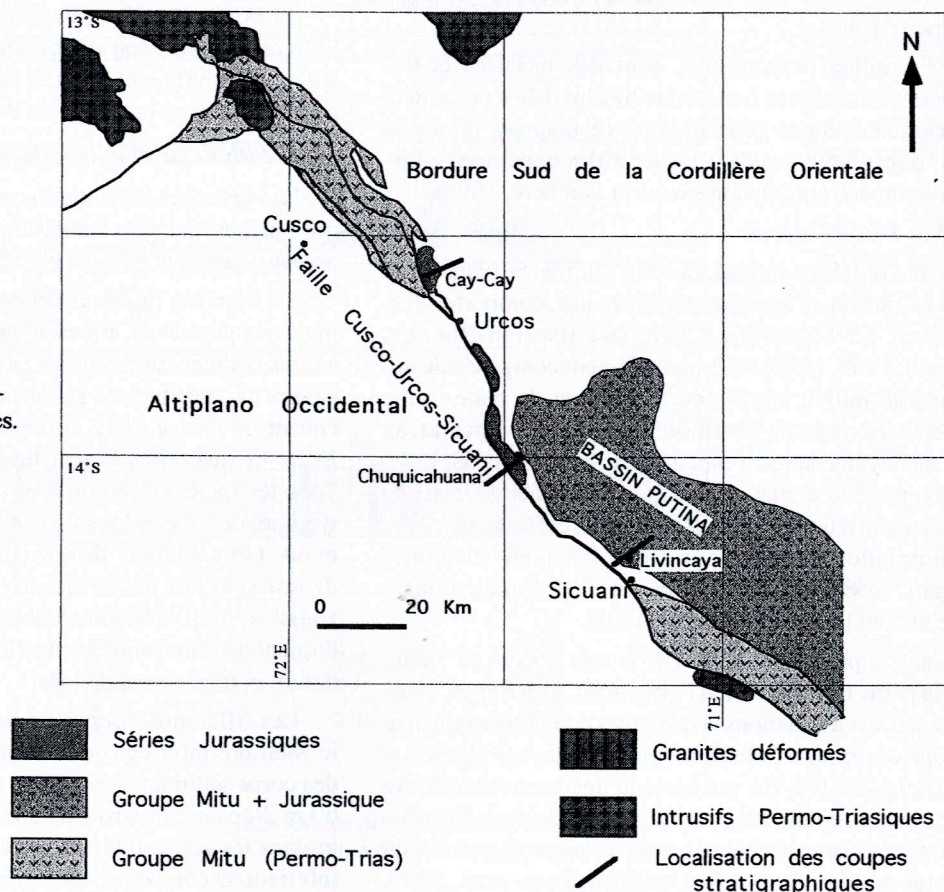 13°S
N
Bordure Sud de la Cordillère Orientale
Cusco
Faille Cusco-Urcos-Sicuani
Cay-Cay
Urcos
Altiplano Occidental
es.
14°S
Chuquicahuana
BASSIN PUTINA
Livincaya
Sicuani
0 20 Km
72°E
71°E
Séries Jurassiques
Groupe Mitu + Jurassique
Groupe Mitu (Permo-Trias)
Granites déformés
Intrusifs Permo-Triasiques
Localisation des coupes
stratigraphiques